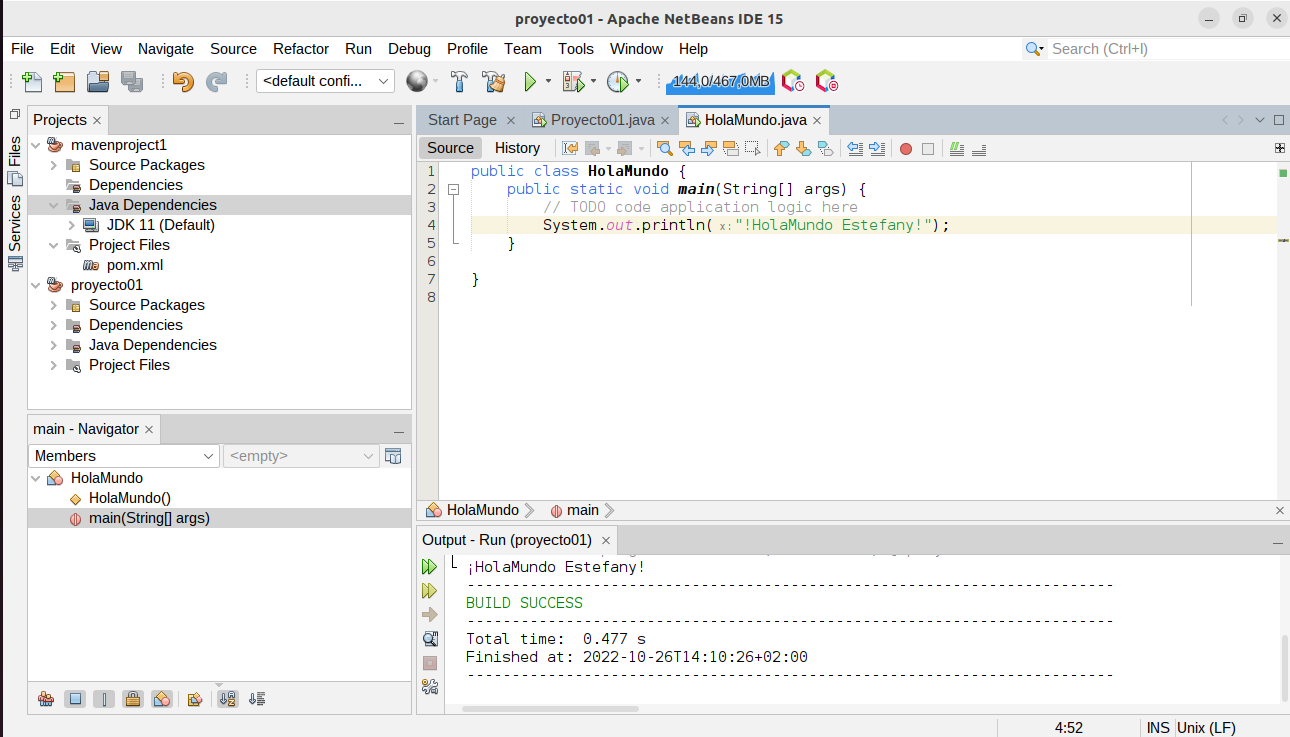 proyecto01 - Apache NetBeans IDE 15
File Edit View Navigate Source Refactor Run Debug Profile Team Tools Window Help
Search (Ctrl+I)
<default confi...
144,0/467,0MB
Files
Services
Projects
mavenproject1
Source Packages
Dependencies
Java Dependencies
JDK 11 (Default)
Project Files
pom.xml
proyecto01
Source Packages
Dependencies
Java Dependencies
Project Files
main - Navigator
Members
<empty>
HolaMundo
HolaMundo()
main(String[] args)
Start Page Proyecto01.java HolaMundo.java
Source History
1 public class HolaMundo {
2 public static void main(String[] args) {
3 // TODO code application logic here
4 System.out.println( x: "!HolaMundo Estefany!");
5 }
6
7 }
8
HolaMundo main
Output - Run (proyecto01)
¡HolaMundo Estefany!
------------------------------------------------------------------------
BUILD SUCCESS
------------------------------------------------------------------------
Total time:  0.477 s
Finished at: 2022-10-26T14:10:26+02:00
------------------------------------------------------------------------
4:52 INS Unix (LF)